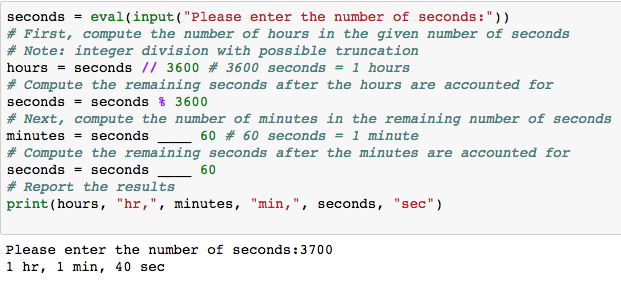 seconds = eval(input("Please enter the number of seconds:"))
# First, compute the number of hours in the given number of seconds
# Note: integer division with possible truncation
hours = seconds // 3600 # 3600 seconds = 1 hours
# Compute the remaining seconds after the hours are accounted for
seconds = seconds % 3600
# Next, compute the number of minutes in the remaining number of seconds
minutes = seconds ____ 60 # 60 seconds = 1 minute
# Compute the remaining seconds after the minutes are accounted for
seconds = seconds ____ 60
# Report the results
print(hours, "hr,", minutes, "min,", seconds, "sec")
Please enter the number of seconds:3700
1 hr, 1 min, 40 sec